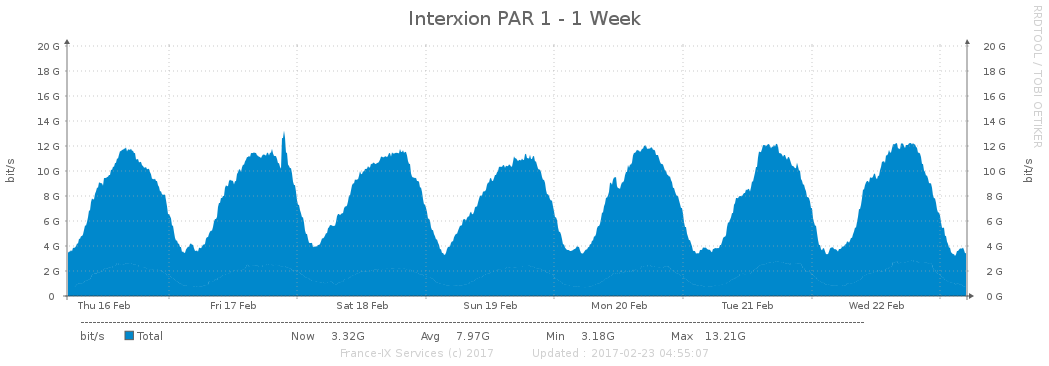 Interxion PAR 1 - 1 Week
RRDTOOL / TOBI OETIKER
bit/s
20 G 20 G
18 G 18 G
16 G 16 G
14 G 14 G
12 G 12 G
10 G 10 G
8 G 8 G
6 G 6 G
4 G 4 G
2 G 2 G
0 0 G
bit/s
Thu 16 Feb Fri 17 Feb Sat 18 Feb Sun 19 Feb Mon 20 Feb Tue 21 Feb Wed 22 Feb
bit/s Total Now 3.32G Avg 7.97G Min 3.18G Max 13.21G
France-IX Services (c) 2017 Updated : 2017-02-23 04:55:07